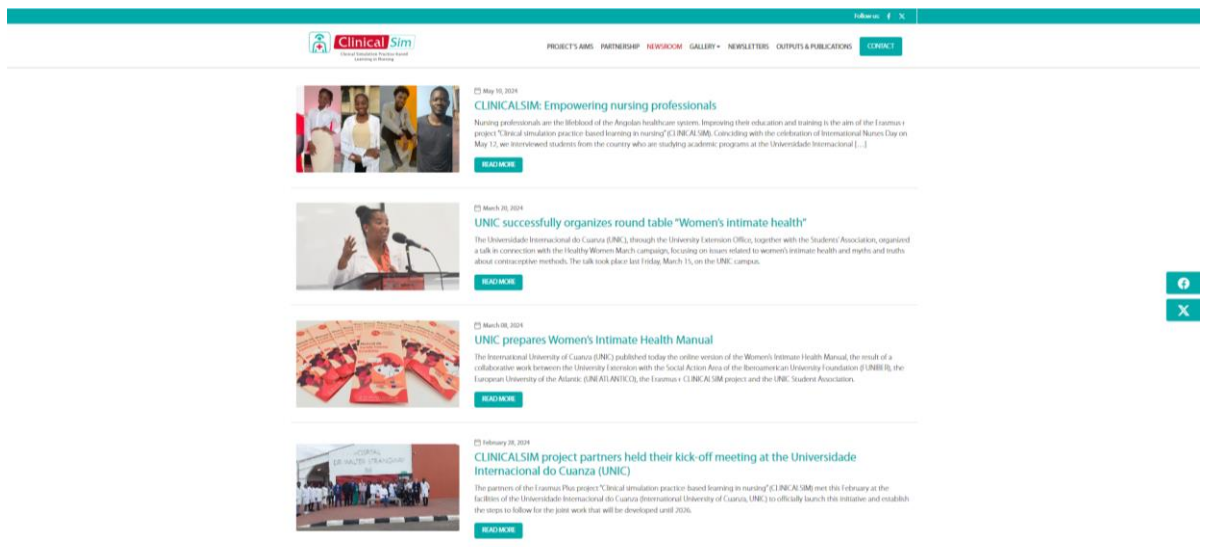 Follow us:
Clinical Sim
Clinical Simulation Practice-based
Learning in Nursing
PROJECT'S AIMS PARTNERSHIP NEWSROOM GALLERY NEWSLETTERS OUTPUTS & PUBLICATIONS CONTACT
May 10, 2024
CLINICALSIM: Empowering nursing professionals
Nursing professionals are the lifeblood of the Angolan healthcare system. Improving their education and training is the aim of the Erasmus+
project "Clinical simulation practice-based learning in nursing" (CLINICALSIM). Coinciding with the celebration of International Nurses Day on
May 12, we interviewed students from the country who are studying academic programs at the Universidade Internacional […]
READ MORE
March 20, 2024
UNIC successfully organizes round table "Women's intimate health"
The Universidade Internacional do Cuanza (UNIC), through the University Extension Office, together with the Students' Association, organized
a talk in connection with the Healthy Women March campaign, focusing on issues related to women's intimate health and myths and truths
about contraceptive methods. The talk took place last Friday, March 15, on the UNIC campus.
READ MORE
March 08, 2024
UNIC prepares Women's Intimate Health Manual
The International University of Cuanza (UNIC) published today the online version of the Women's Intimate Health Manual, the result of a
collaborative work between the University Extension with the Social Action Area of the Iberoamerican University Foundation (FUNIBER), the
European University of the Atlantic (UNEATLANTICO), the Erasmus+ CLINICALSIM project and the UNIC Student Association.
READ MORE
HOSPITAL
February 28, 2024
CLINICALSIM project partners held their kick-off meeting at the Universidade
Internacional do Cuanza (UNIC)
The partners of the Erasmus Plus project "Clinical simulation practice-based learning in nursing" (CLINICALSIM) met this February at the
facilities of the Universidade Internacional do Cuanza (International University of Cuanza, UNIC) to officially launch this initiative and establish
the steps to follow for the joint work that will be developed until 2026.
READ MORE